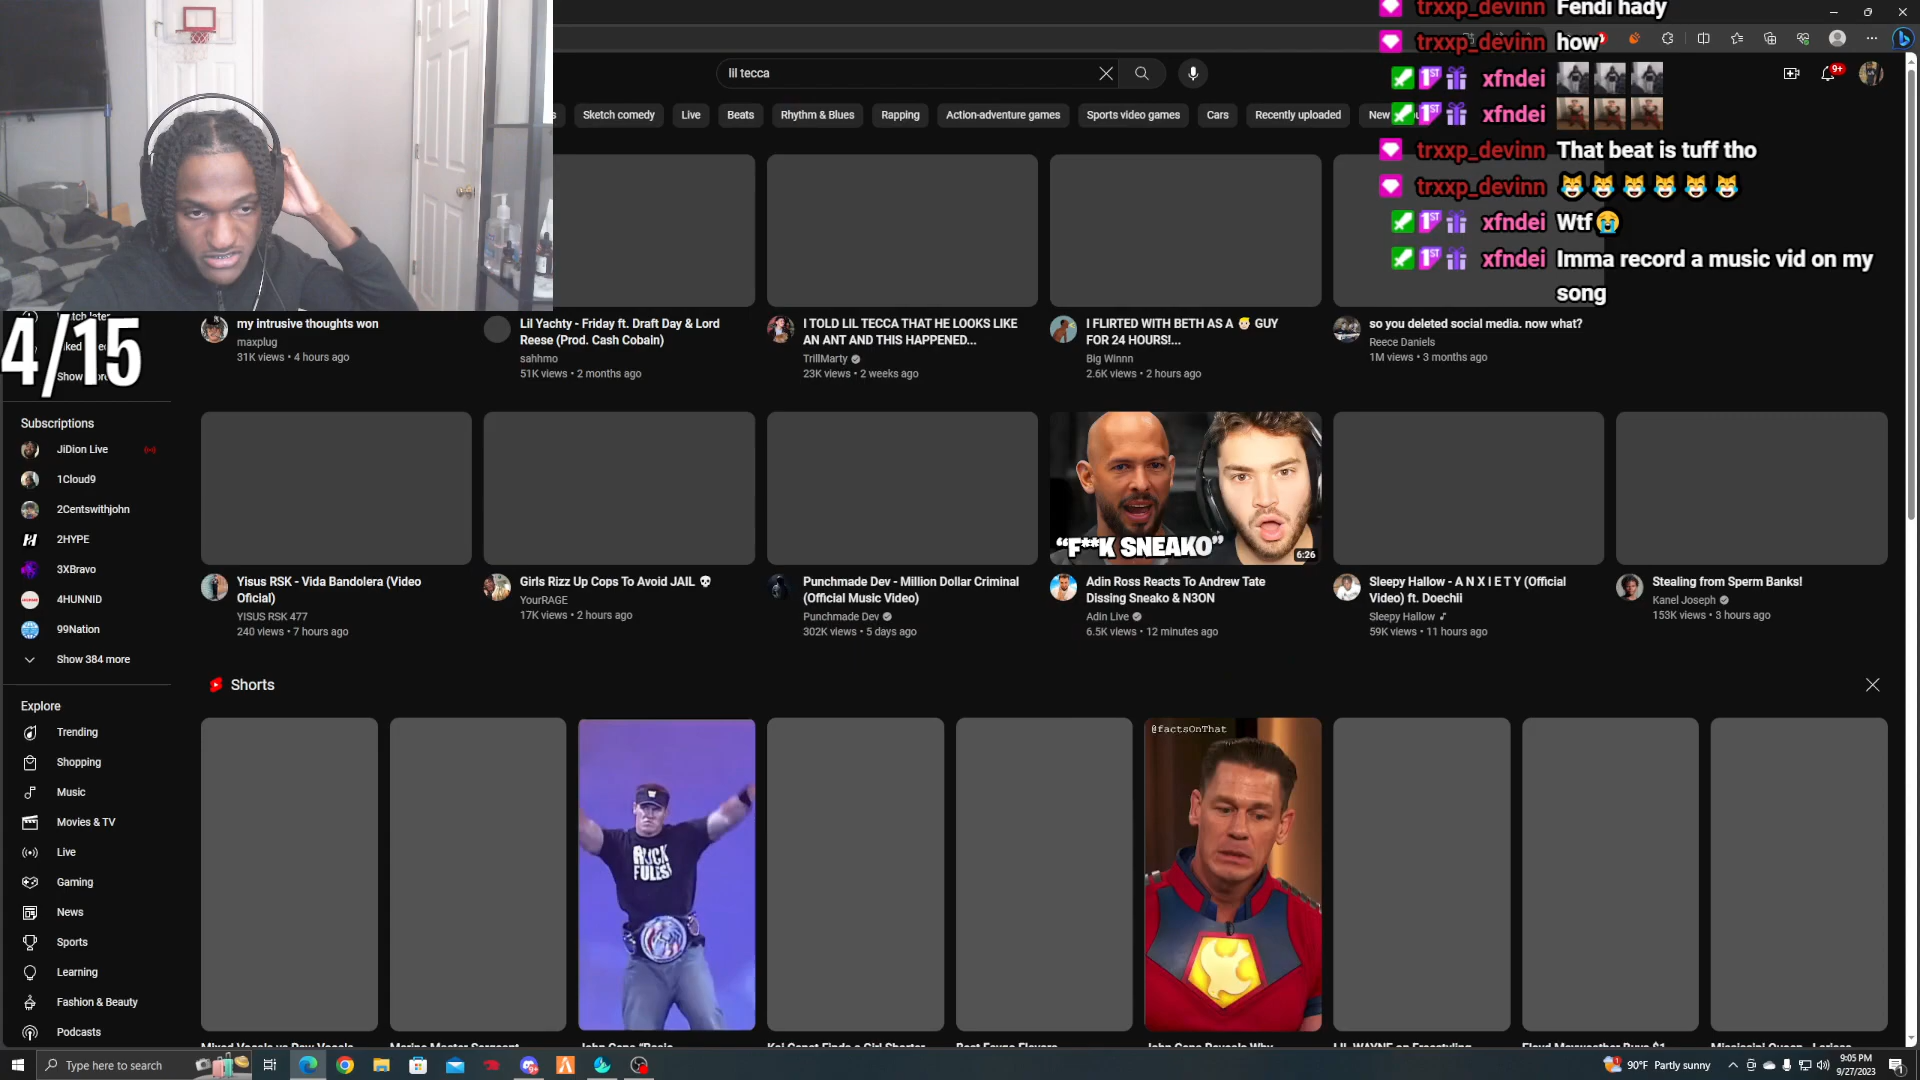 trxxp_devinn Fendi hady
trxxp_devinn how
xfndei
xfndei
trxxp_devinn That beat is tuff tho
trxxp_devinn
xfndei Wtf
xfndei Imma record a music vid on my
song
lil tecca
9+
Sketch comedy
Live
Beats
Rhythm & Blues
Rapping
Action-adventure games
Sports video games
Cars
Recently uploaded
New
4/15
Watch later
Show
my intrusive thoughts won
maxplug
31K views • 4 hours ago
Lil Yachty - Friday ft. Draft Day & Lord
Reese (Prod. Cash Cobain)
sahhmo
51K views • 2 months ago
I TOLD LIL TECCA THAT HE LOOKS LIKE
AN ANT AND THIS HAPPENED...
TrillMarty
23K views • 2 weeks ago
I FLIRTED WITH BETH AS A GUY
FOR 24 HOURS!...
Big Winnn
2.6K views • 2 hours ago
so you deleted social media. now what?
Reece Daniels
1M views • 3 months ago
Subscriptions
JiDion Live
1Cloud9
2Centswithjohn
2HYPE
3XBravo
4HUNNID
99Nation
Show 384 more
"F**K SNEAKO"
6:26
Yisus RSK - Vida Bandolera (Video
Oficial)
YISUS RSK 477
240 views • 7 hours ago
Girls Rizz Up Cops To Avoid JAIL
YourRAGE
17K views • 2 hours ago
Punchmade Dev - Million Dollar Criminal
(Official Music Video)
Punchmade Dev
302K views • 5 days ago
Adin Ross Reacts To Andrew Tate
Dissing Sneako & N3ON
Adin Live
6.5K views • 12 minutes ago
Sleepy Hallow - A N X I E T Y (Official
Video) ft. Doechii
Sleepy Hallow
59K views • 11 hours ago
Stealing from Sperm Banks!
Kanel Joseph
153K views • 3 hours ago
Shorts
Explore
Trending
Shopping
Music
Movies & TV
Live
Gaming
News
Sports
Learning
Fashion & Beauty
Podcasts
RUCK
FULES!
@factsOnThat
Type here to search
90°F Partly sunny
9:05 PM
9/27/2023